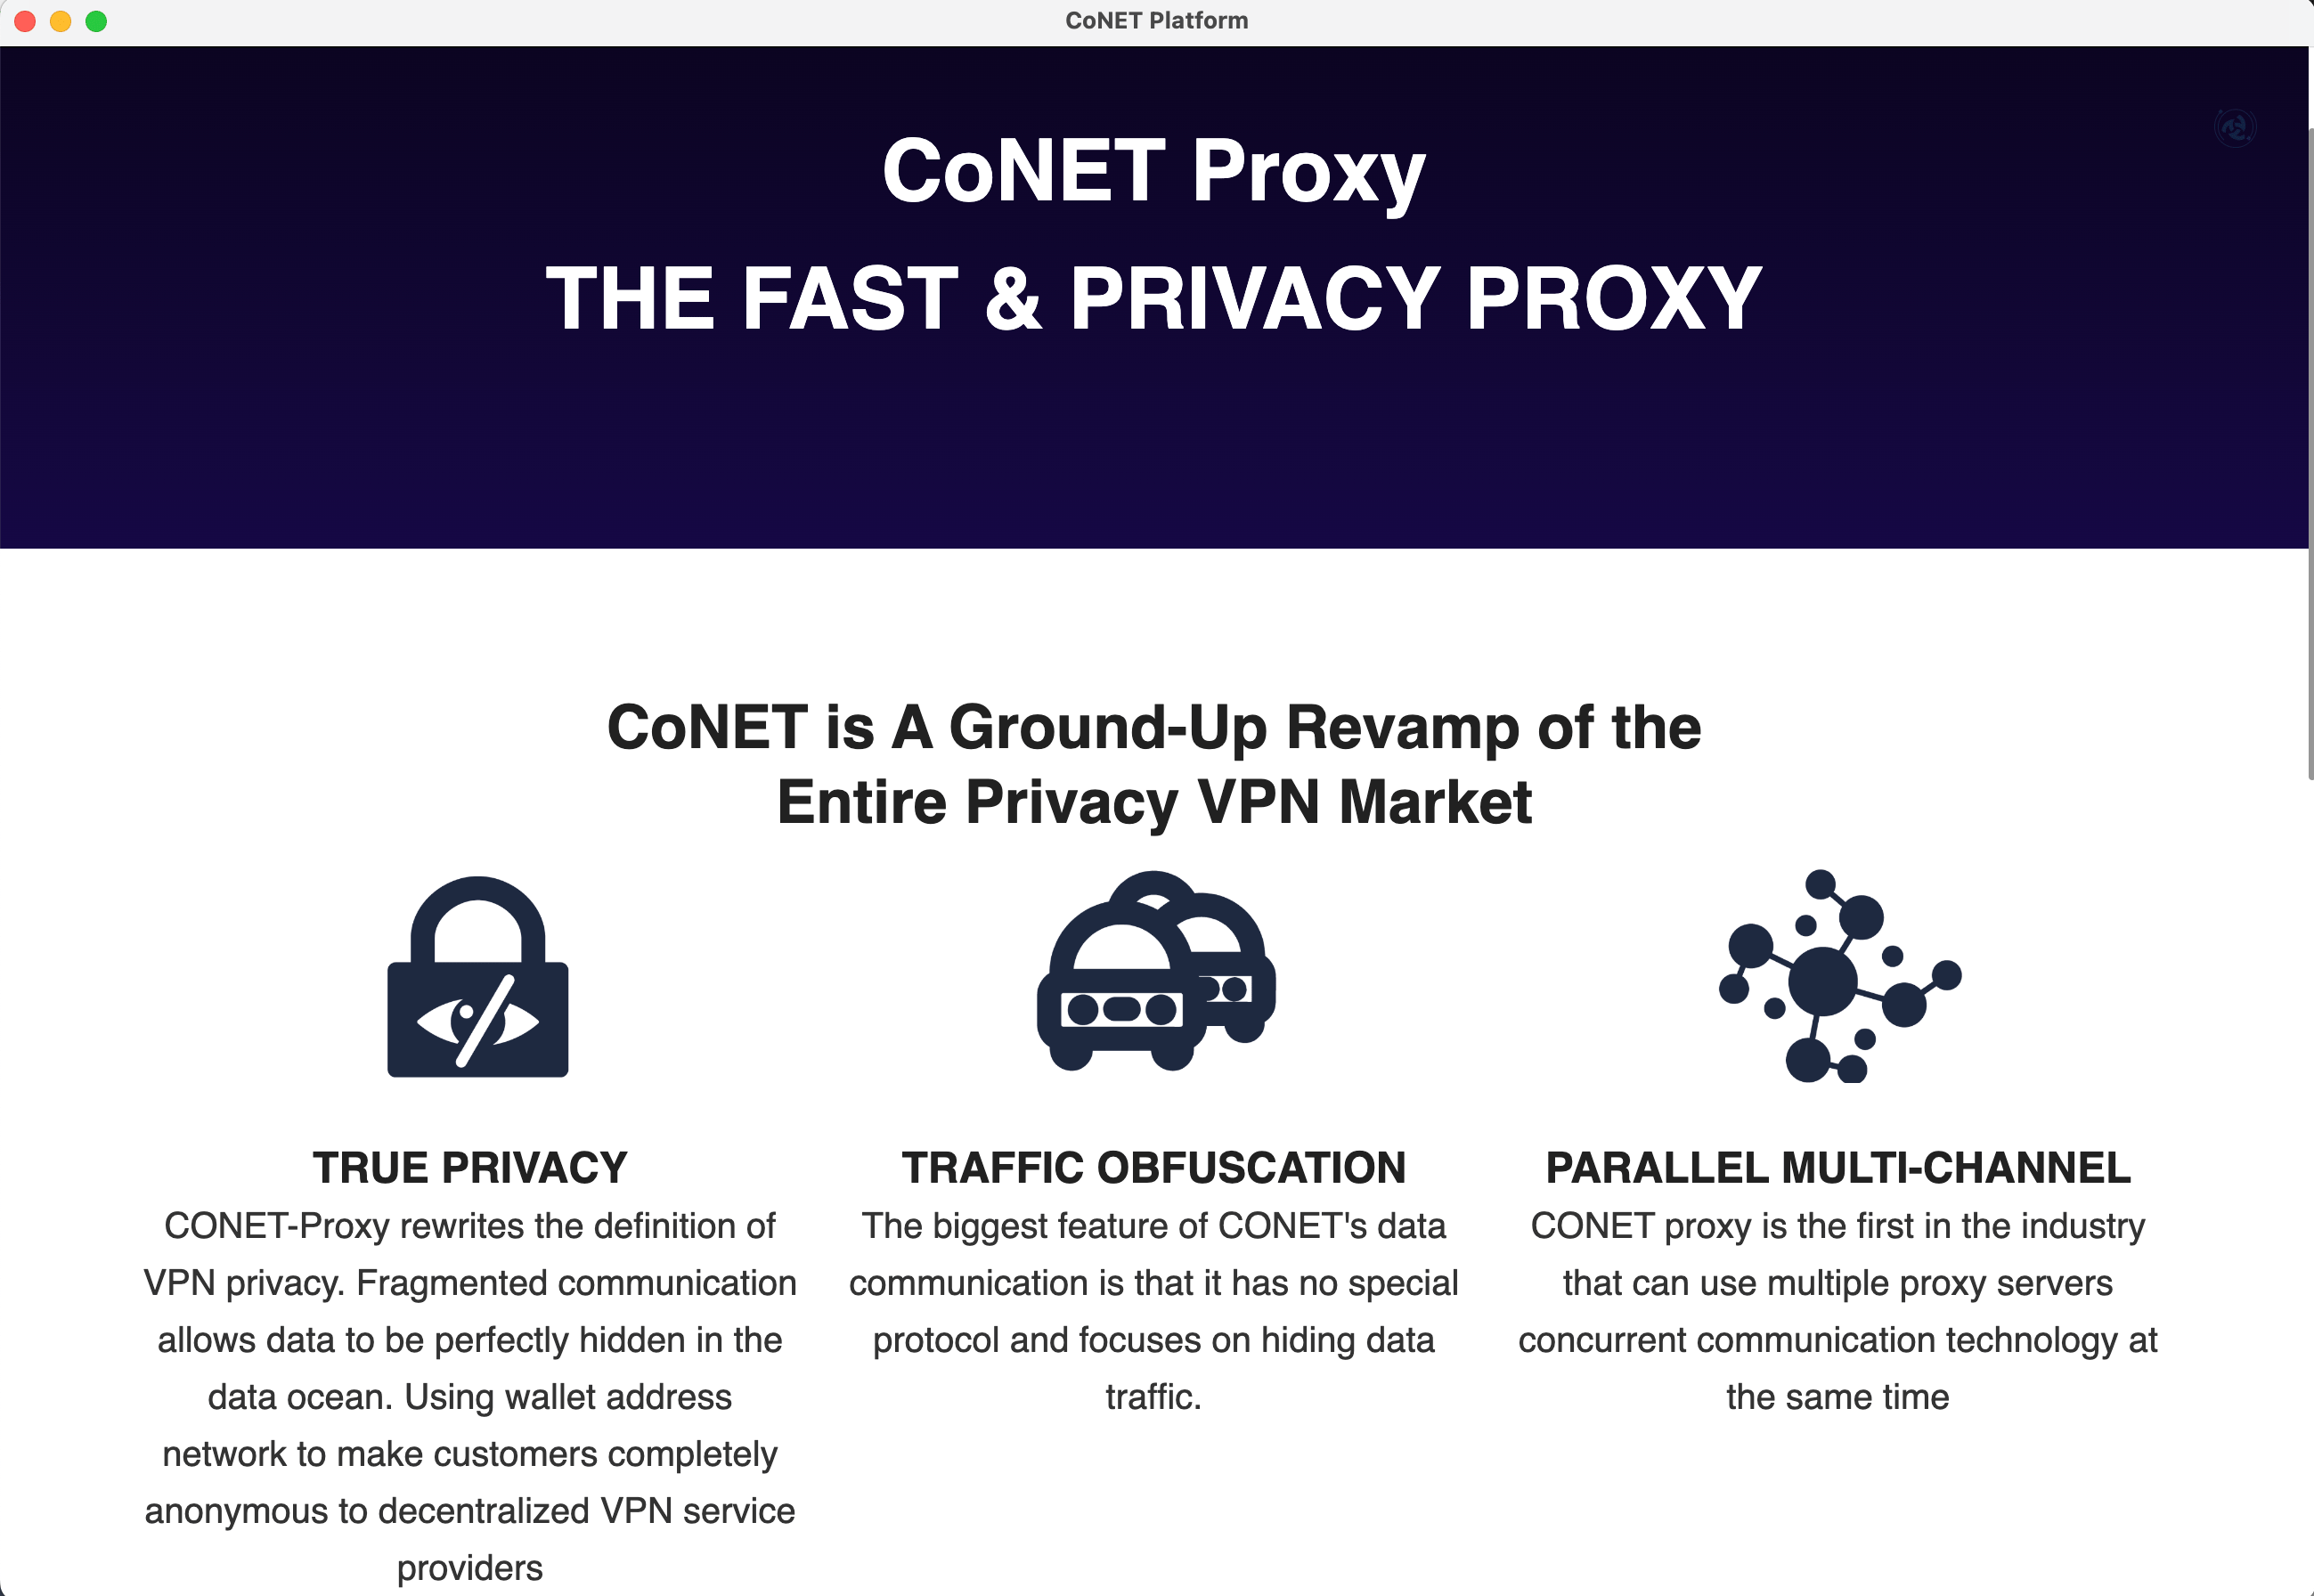 CoNET Platform
CoNET Proxy
THE FAST & PRIVACY PROXY
CoNET is A Ground-Up Revamp of the
Entire Privacy VPN Market
TRUE PRIVACY
CONET-Proxy rewrites the definition of
VPN privacy. Fragmented communication
allows data to be perfectly hidden in the
data ocean. Using wallet address
network to make customers completely
anonymous to decentralized VPN service
providers
TRAFFIC OBFUSCATION
The biggest feature of CONET's data
communication is that it has no special
protocol and focuses on hiding data
traffic.
PARALLEL MULTI-CHANNEL
CONET proxy is the first in the industry
that can use multiple proxy servers
concurrent communication technology at
the same time